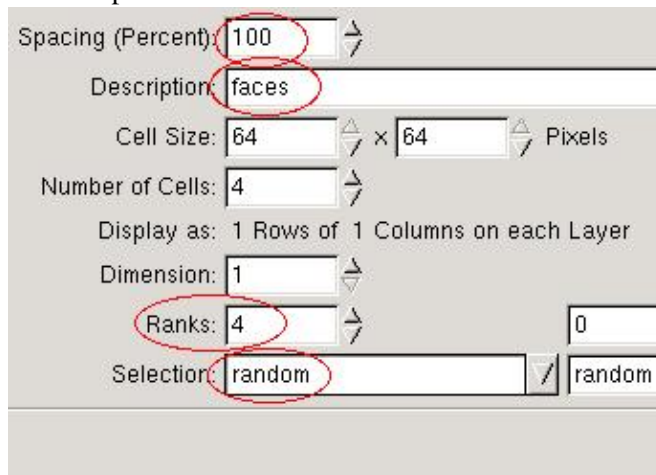 Spacing (Percent): 100
Description: faces
Cell Size: 64 x 64 Pixels
Number of Cells: 4
Display as: 1 Rows of 1 Columns on each Layer
Dimension: 1
Ranks: 4 0
Selection: random random